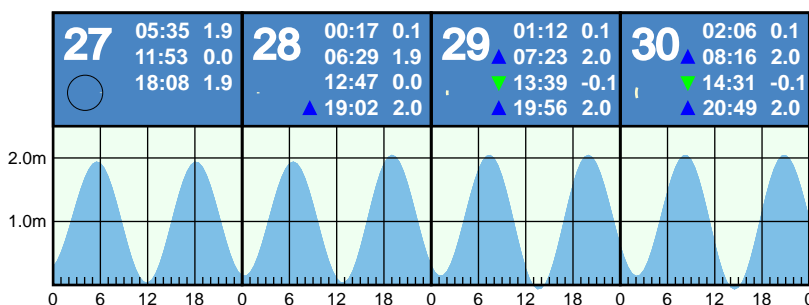 27
05:35 1.9
11:53 0.0
18:08 1.9
28
00:17 0.1
06:29 1.9
12:47 0.0
▲ 19:02 2.0
29
01:12 0.1
▲ 07:23 2.0
▼ 13:39 -0.1
▲ 19:56 2.0
30
02:06 0.1
▲ 08:16 2.0
▼ 14:31 -0.1
▲ 20:49 2.0
2.0m
1.0m
0 6 12 18 0 6 12 18 0 6 12 18 0 6 12 18 0